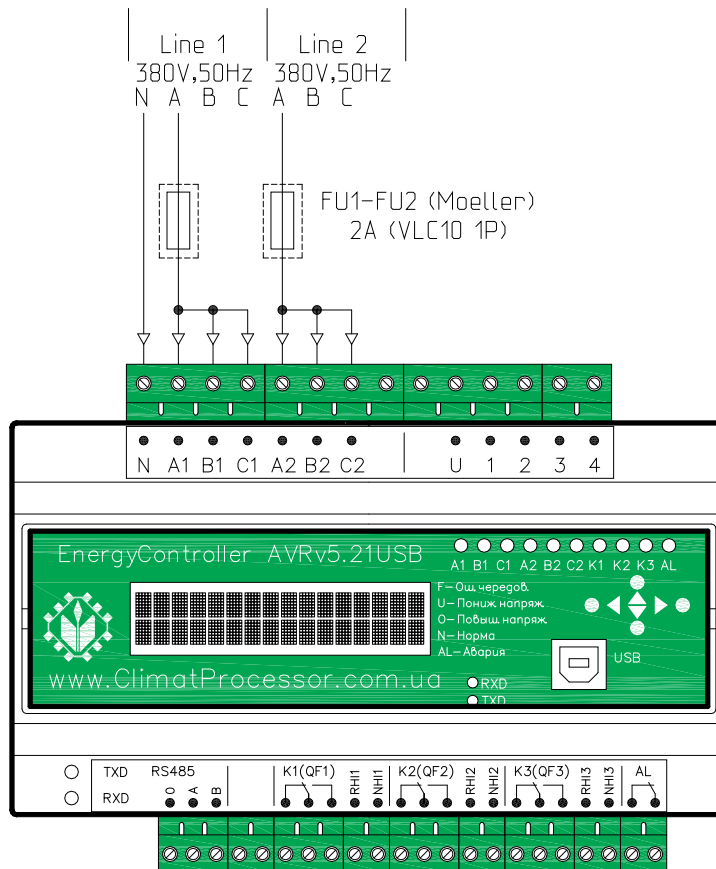 Line 1 Line 2
380V,50Hz 380V,50Hz
N A B C A B C
FU1-FU2 (Moeller)
2A (VLC10 1P)
N A1 B1 C1 A2 B2 C2 U 1 2 3 4
EnergyController AVRv5.21USB
A1 B1 C1 A2 B2 C2 K1 K2 K3 AL
F-Ош. чередов.
U-Пониж напряж.
O-Повыш напряж.
N-Норма
AL-Авария
USB
www.ClimatProcessor.com.ua
RXD
TXD
TXD RS485 K1(QF1) K2(QF2) K3(QF3) AL
RXD 0 A B RHI1 NHI1 RHI2 NHI2 RHI3 NHI3